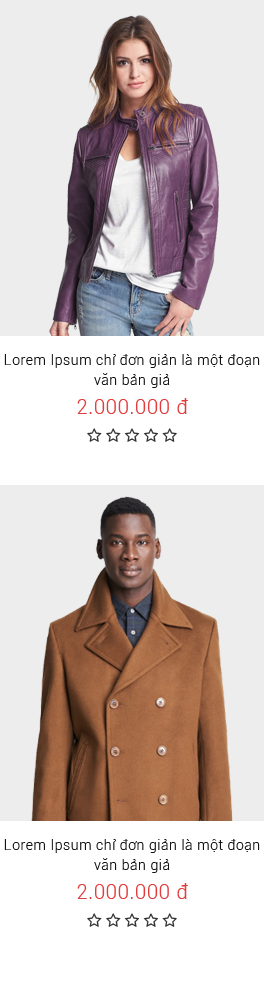 Lorem Ipsum chỉ đơn giản là một đoạn
văn bản giả
2.000.000 đ
Lorem Ipsum chỉ đơn giản là một đoạn
văn bản giả
2.000.000 đ